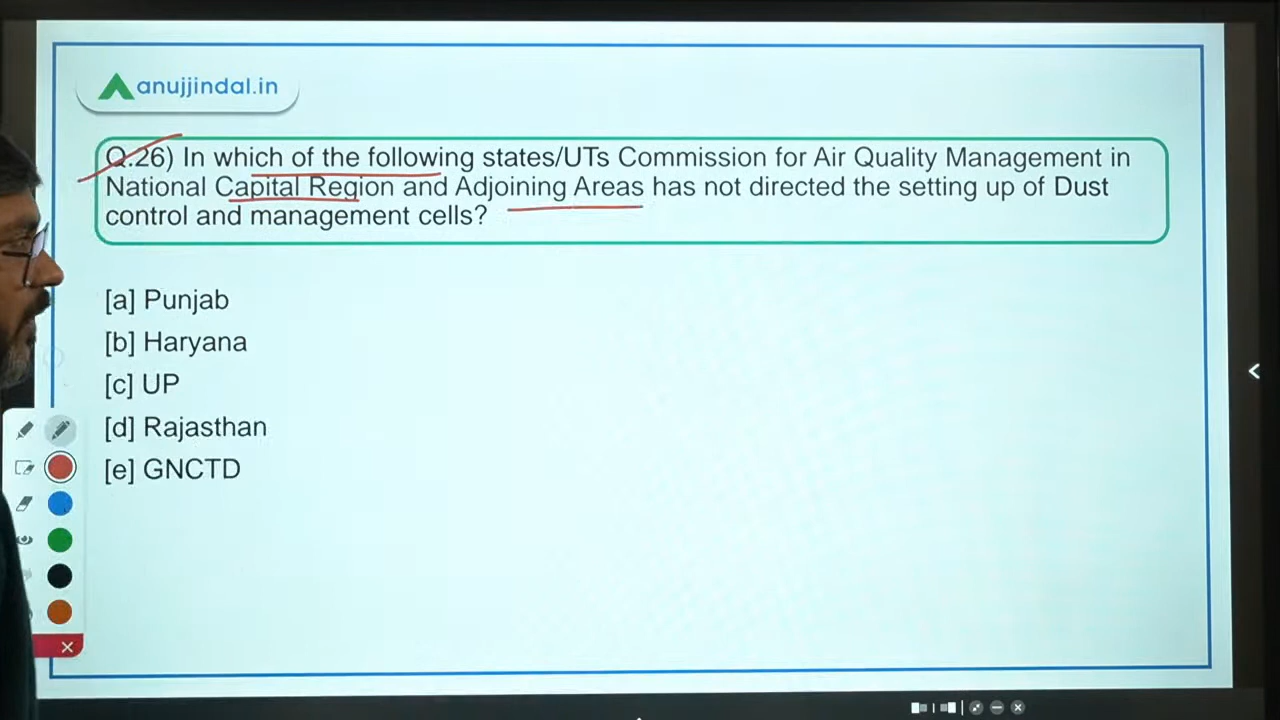 anujjindal.in
Q.26) In which of the following states/UTs Commission for Air Quality Management in
National Capital Region and Adjoining Areas has not directed the setting up of Dust
control and management cells?
[a] Punjab
[b] Haryana
[c] UP
[d] Rajasthan
[e] GNCTD